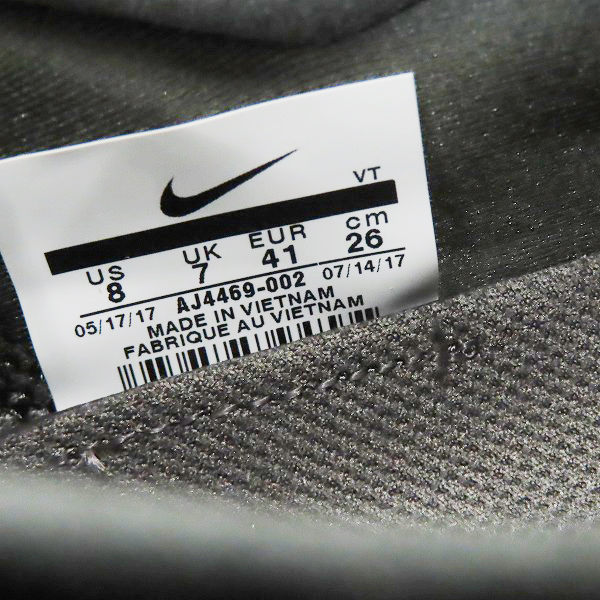 VT
US UK EUR cm
8 7 41 26
AJ4469-002
05/17/17 07/14/17
MADE IN VIETNAM
FABRIQUE AU VIETNAM